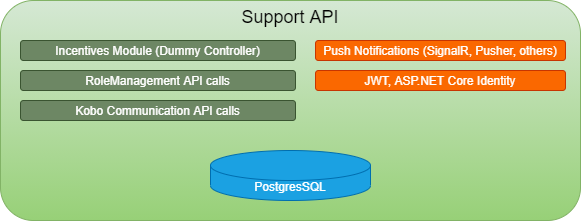 Support API
Incentives Module (Dummy Controller)
Push Notifications (SignalR, Pusher, others)
RoleManagement API calls
JWT, ASP.NET Core Identity
Kobo Communication API calls
PostgresSQL